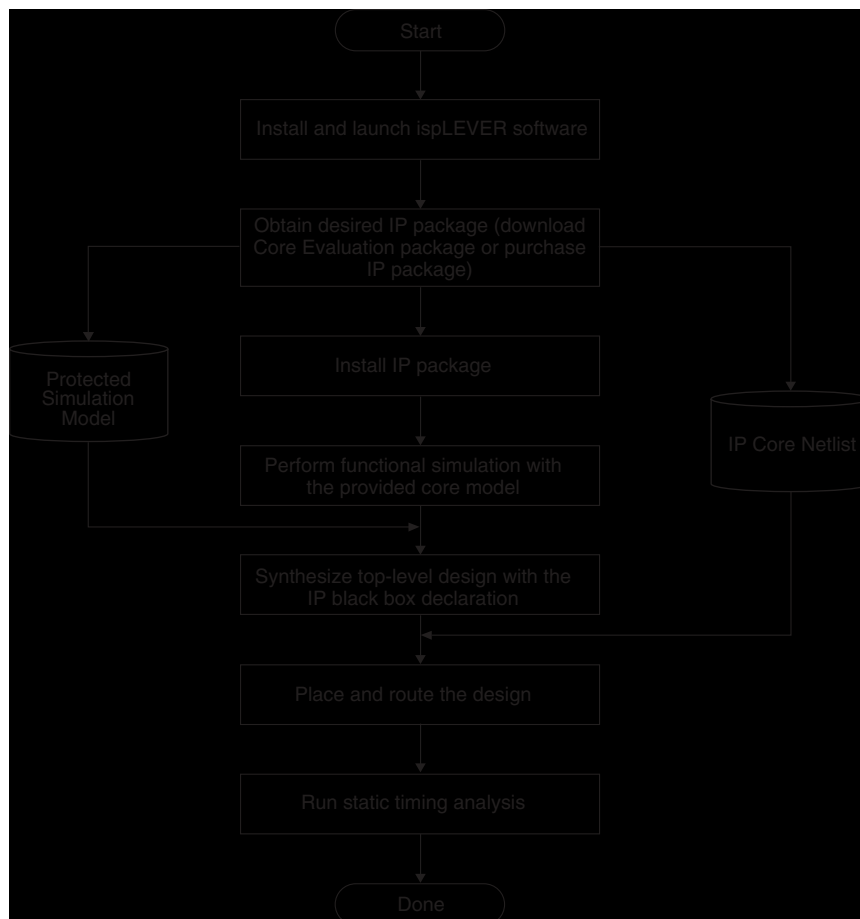 Start
Install and launch ispLEVER software
Obtain desired IP package (download
Core Evaluation package or purchase
IP package)
Install IP package
Protected
Simulation
Model
IP Core Netlist
Perform functional simulation with
the provided core model
Synthesize top-level design with the
IP black box declaration
Place and route the design
Run static timing analysis
Done